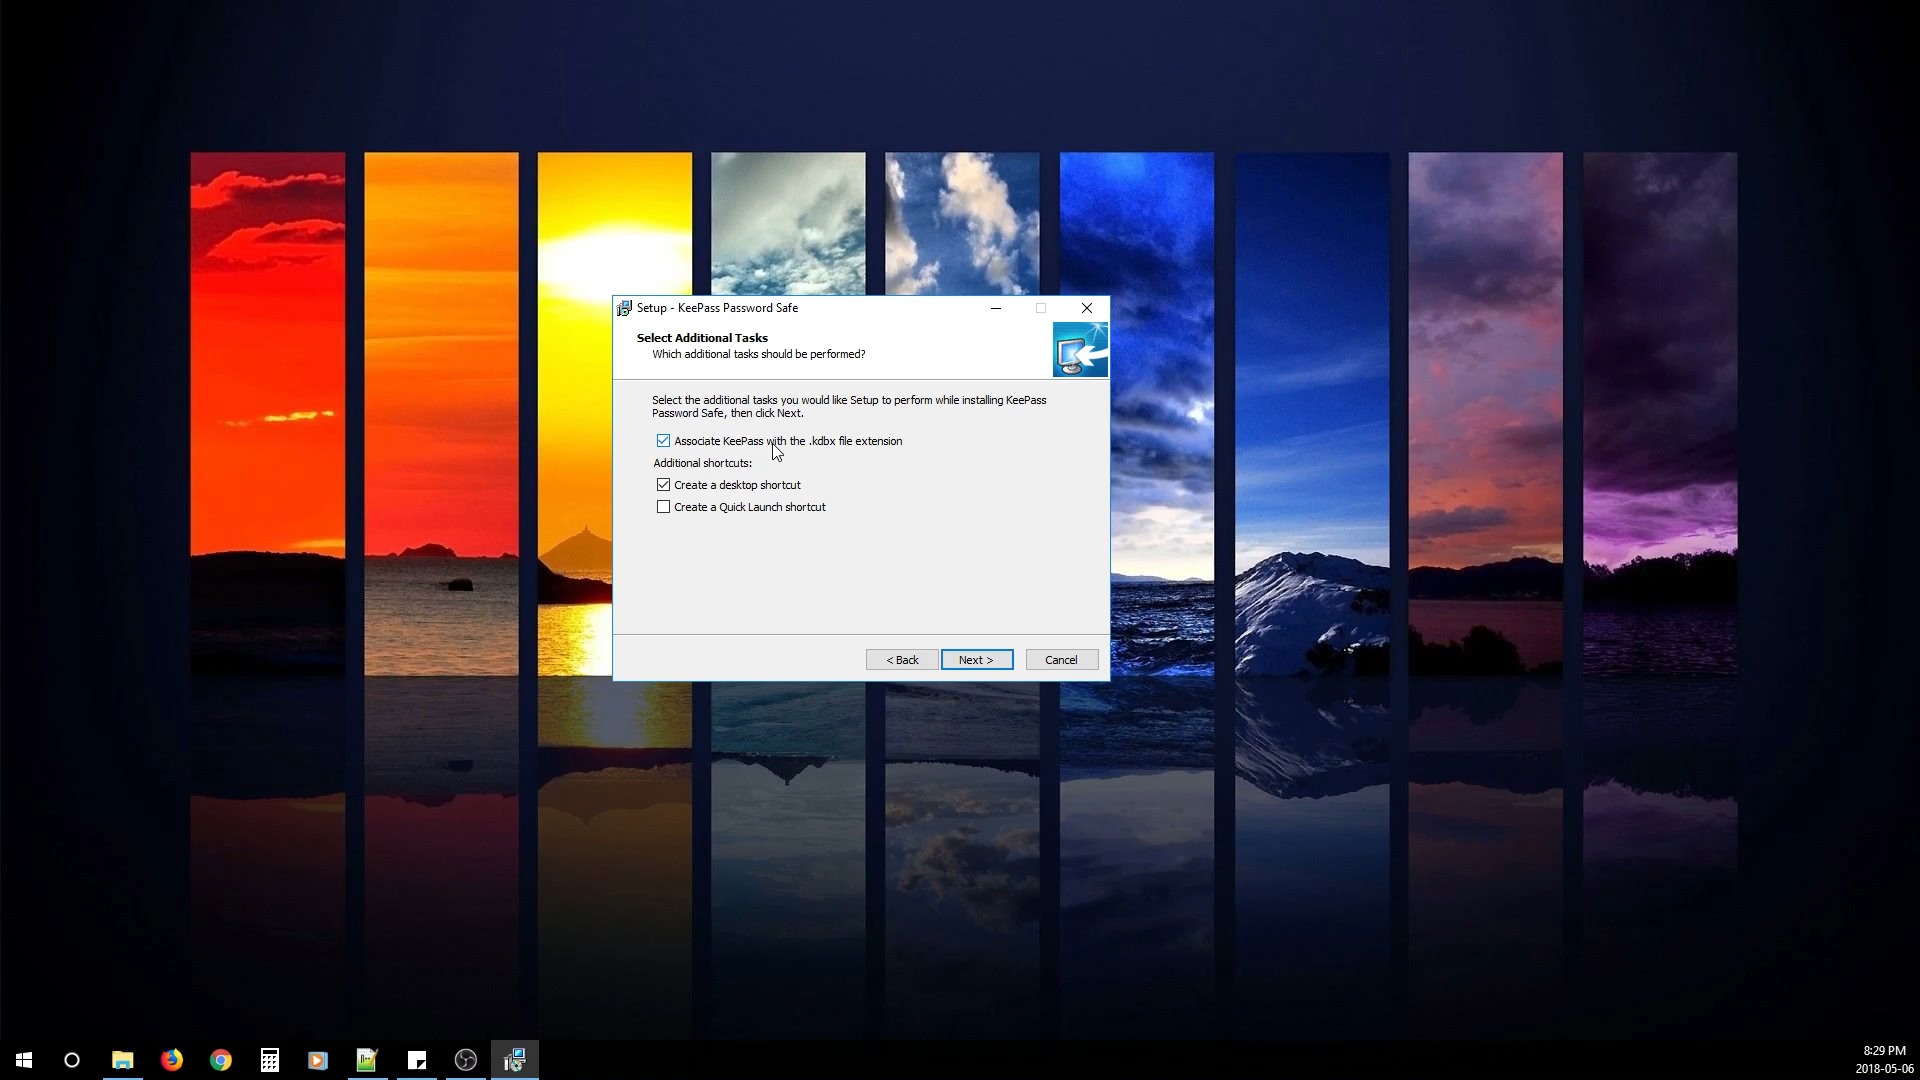 Setup - KeePass Password Safe
Select Additional Tasks
Which additional tasks should be performed?
Select the additional tasks you would like Setup to perform while installing KeePass
Password Safe, then click Next.
Associate KeePass with the .kdbx file extension
Additional shortcuts:
Create a desktop shortcut
Create a Quick Launch shortcut
< Back
Next >
Cancel
8:29 PM
2018-05-06